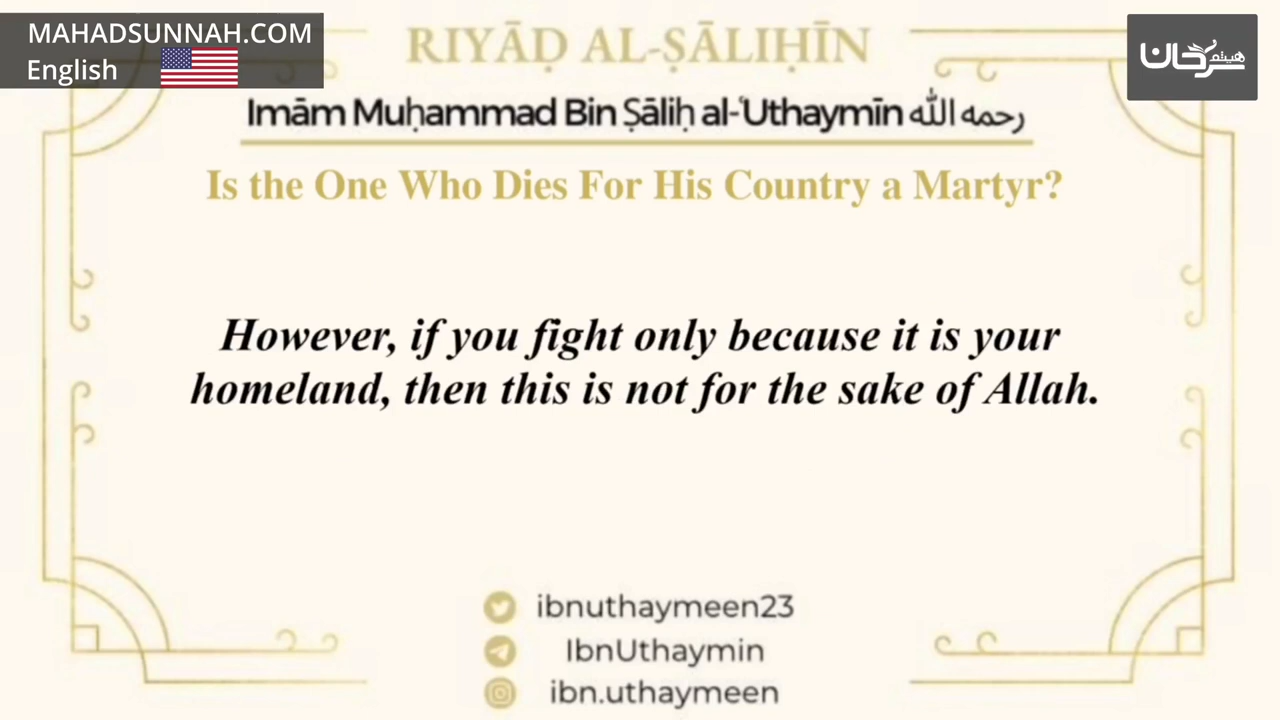 MAHADSUNNAH.COM
English
هيثم سرحان
RIYĀḌ AL-ṢĀLIḤĪN
Imām Muḥammad Bin Ṣāliḥ al-ʿUthaymīn رحمه الله
Is the One Who Dies For His Country a Martyr?
However, if you fight only because it is your
homeland, then this is not for the sake of Allah.
ibnuthaymeen23
IbnUthaymin
ibn.uthaymeen